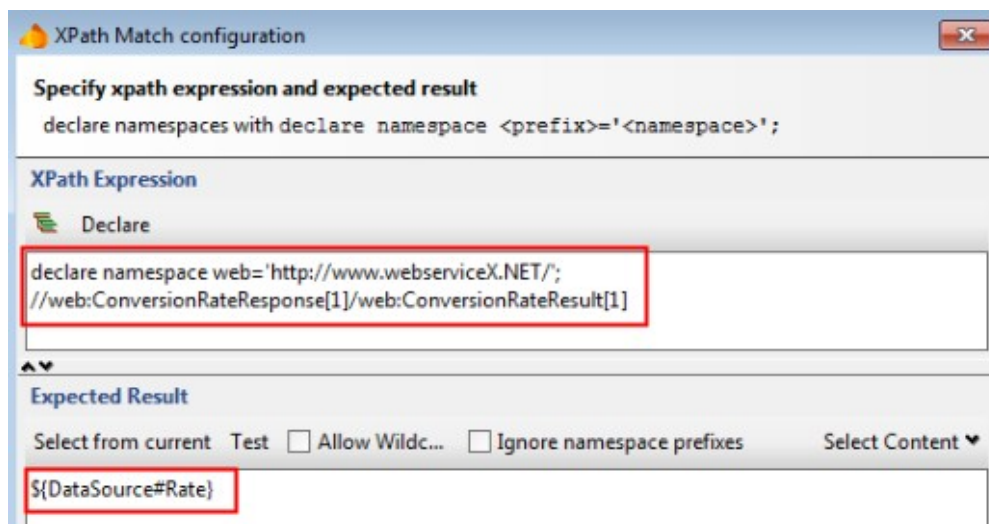 XPath Match configuration
Specify xpath expression and expected result
declare namespaces with declare namespace <prefix>='<namespace>';
XPath Expression
Declare
declare namespace web='http://www.webserviceX.NET/';
//web:ConversionRateResponse[1]/web:ConversionRateResult[1]
Expected Result
Select from current Test Allow Wildc... Ignore namespace prefixes Select Content
${DataSource#Rate}